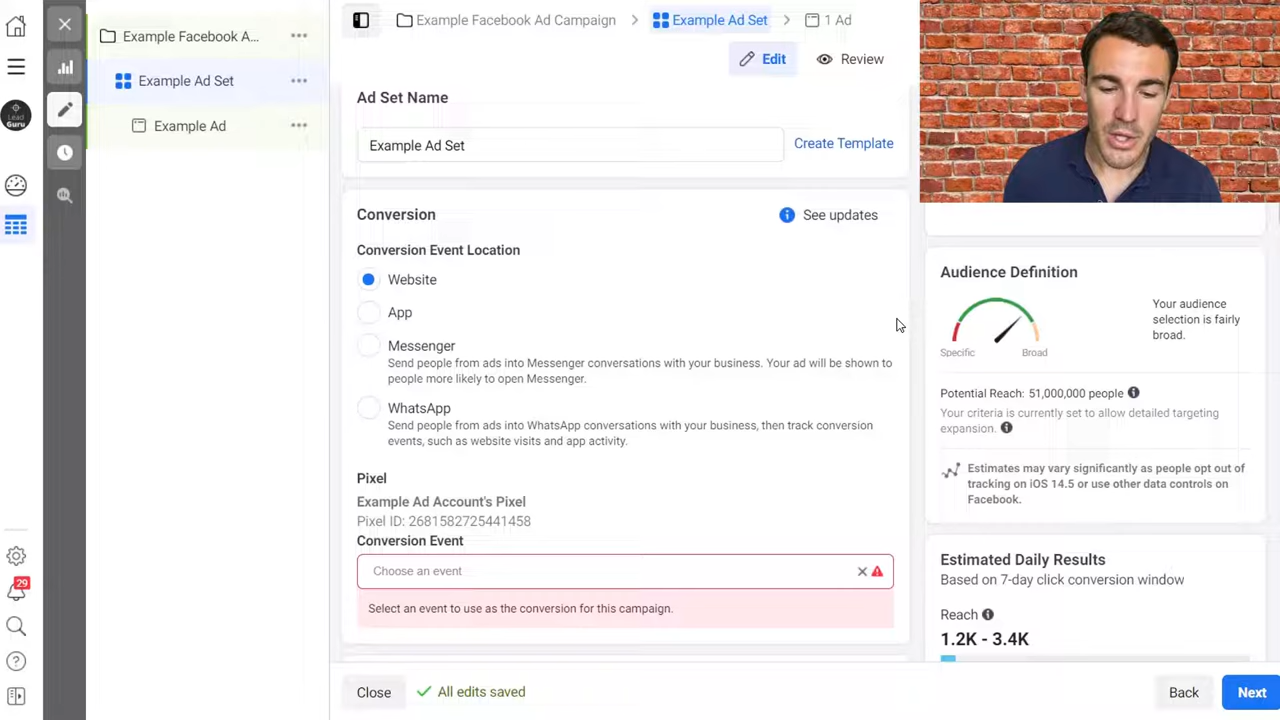 Example Facebook A...
Example Ad Set
Example Ad
Lead
Guru
29
Example Facebook Ad Campaign
Example Ad Set
1 Ad
Edit
Review
Ad Set Name
Example Ad Set
Create Template
Conversion
See updates
Conversion Event Location
Website
App
Messenger
Send people from ads into Messenger conversations with your business. Your ad will be shown to
people more likely to open Messenger.
WhatsApp
Send people from ads into WhatsApp conversations with your business, then track conversion
events, such as website visits and app activity.
Pixel
Example Ad Account's Pixel
Pixel ID: 2681582725441458
Conversion Event
Choose an event
Select an event to use as the conversion for this campaign.
Close
All edits saved
Back
Next
Audience Definition
Your audience
selection is fairly
broad.
Specific
Broad
Potential Reach: 51,000,000 people
Your criteria is currently set to allow detailed targeting
expansion.
Estimates may vary significantly as people opt out of
tracking on iOS 14.5 or use other data controls on
Facebook.
Estimated Daily Results
Based on 7-day click conversion window
Reach
1.2K - 3.4K